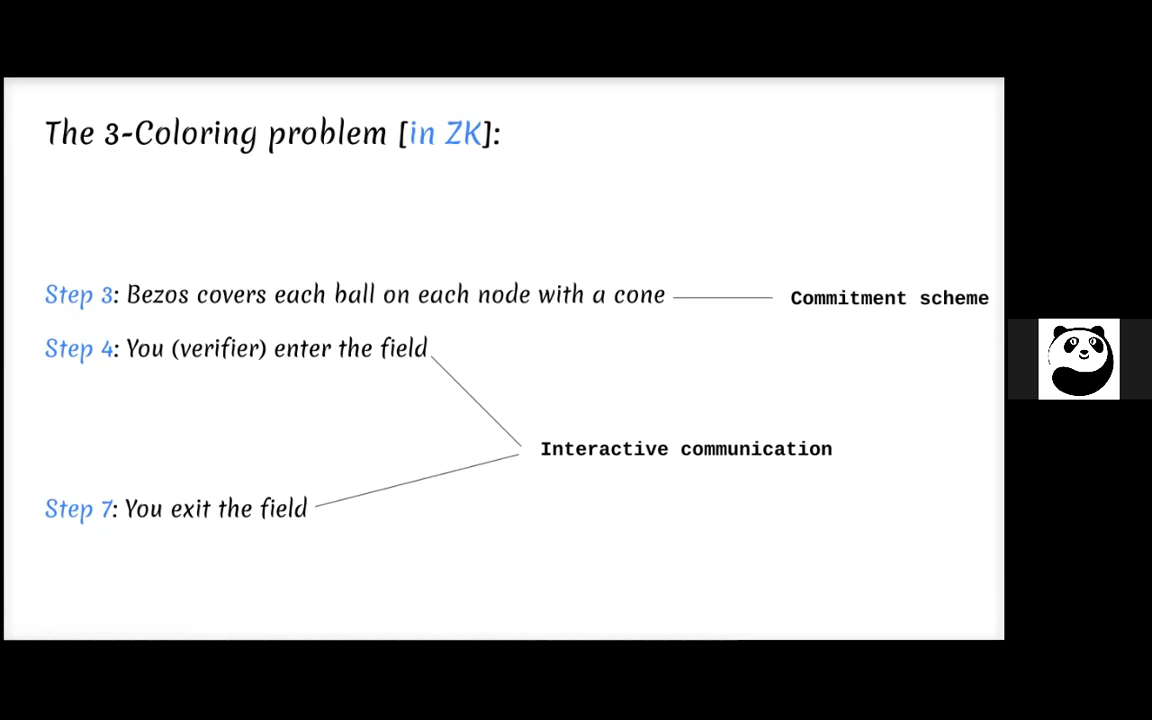 The 3-Coloring problem [in ZK]:
Step 3: Bezos covers each ball on each node with a cone
Commitment scheme
Step 4: You (verifier) enter the field
Interactive communication
Step 7: You exit the field